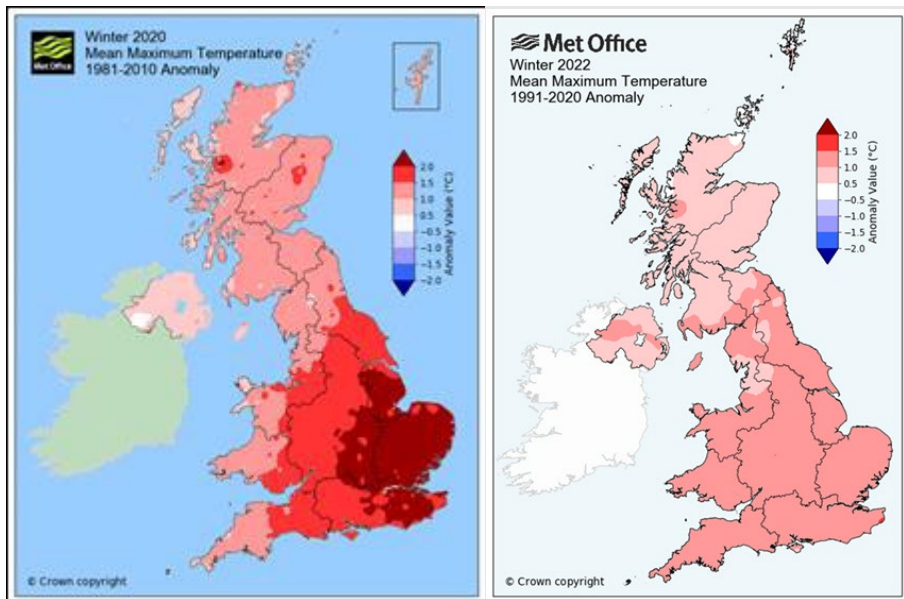 Met Office
Winter 2020
Mean Maximum Temperature
1981-2010 Anomaly
2.0
1.5
1.0
0.5
−0.5
−1.0
−1.5
−2.0
Anomaly Value (°C)
© Crown copyright
Met Office
Winter 2022
Mean Maximum Temperature
1991-2020 Anomaly
2.0
1.5
1.0
0.5
−0.5
−1.0
−1.5
−2.0
Anomaly Value (°C)
© Crown copyright